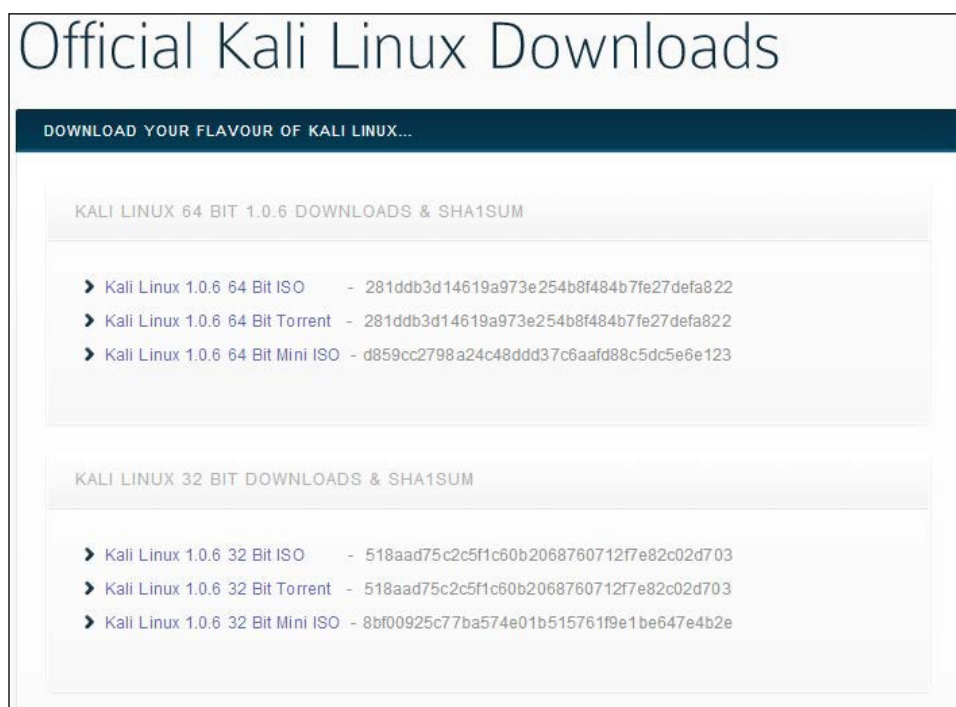 Official Kali Linux Downloads
DOWNLOAD YOUR FLAVOUR OF KALI LINUX...
KALI LINUX 64 BIT 1.0.6 DOWNLOADS & SHA1SUM
Kali Linux 1.0.6 64 Bit ISO - 281ddb3d14619a973e254b8f484b7fe27defa822
Kali Linux 1.0.6 64 Bit Torrent - 281ddb3d14619a973e254b8f484b7fe27defa822
Kali Linux 1.0.6 64 Bit Mini ISO - d859cc2798a24c48ddd37c6aafd88c5dc5e6e123
KALI LINUX 32 BIT DOWNLOADS & SHA1SUM
Kali Linux 1.0.6 32 Bit ISO - 518aad75c2c5f1c60b2068760712f7e82c02d703
Kali Linux 1.0.6 32 Bit Torrent - 518aad75c2c5f1c60b2068760712f7e82c02d703
Kali Linux 1.0.6 32 Bit Mini ISO - 8bf00925c77ba574e01b515761f9e1be647e4b2e